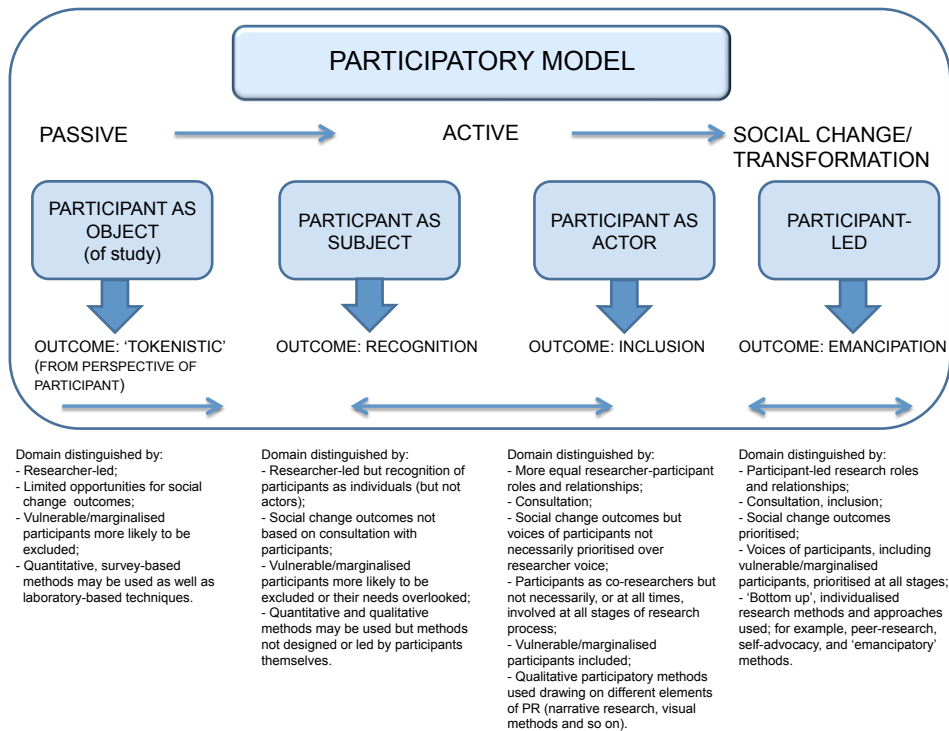 PARTICIPATORY MODEL
PASSIVE
ACTIVE
SOCIAL CHANGE/
TRANSFORMATION
PARTICIPANT AS
OBJECT
(of study)
PARTICPANT AS
SUBJECT
PARTICIPANT AS
ACTOR
PARTICIPANT-
LED
OUTCOME: ‘TOKENISTIC’
(FROM PERSPECTIVE OF
PARTICIPANT)
OUTCOME: RECOGNITION
OUTCOME: INCLUSION
OUTCOME: EMANCIPATION
Domain distinguished by:
- Researcher-led;
- Limited opportunities for social
change outcomes;
- Vulnerable/marginalised
participants more likely to be
excluded;
- Quantitative, survey-based
methods may be used as well as
laboratory-based techniques.
Domain distinguished by:
- Researcher-led but recognition of
participants as individuals (but not
actors);
- Social change outcomes not
based on consultation with
participants;
- Vulnerable/marginalised
participants more likely to be
excluded or their needs overlooked;
- Quantitative and qualitative
methods may be used but methods
not designed or led by participants
themselves.
Domain distinguished by:
- More equal researcher-participant
roles and relationships;
- Consultation;
- Social change outcomes but
voices of participants not
necessarily prioritised over
researcher voice;
- Participants as co-researchers but
not necessarily, or at all times,
involved at all stages of research
process;
- Vulnerable/marginalised
participants included;
- Qualitative participatory methods
used drawing on different elements
of PR (narrative research, visual
methods and so on).
Domain distinguished by:
- Participant-led research roles
and relationships;
- Consultation, inclusion;
- Social change outcomes
prioritised;
- Voices of participants, including
vulnerable/marginalised
participants, prioritised at all stages;
- ‘Bottom up’, individualised
research methods and approaches
used; for example, peer-research,
self-advocacy, and ‘emancipatory’
methods.